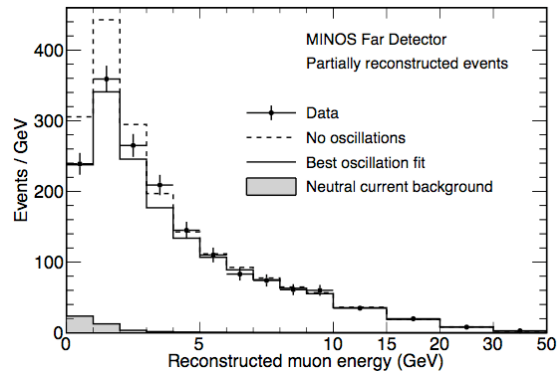 MINOS Far Detector
Partially reconstructed events
Data
No oscillations
Best oscillation fit
Neutral current background
Events / GeV
400
300
200
100
0
0 5 10 15 20 30 50
Reconstructed muon energy (GeV)